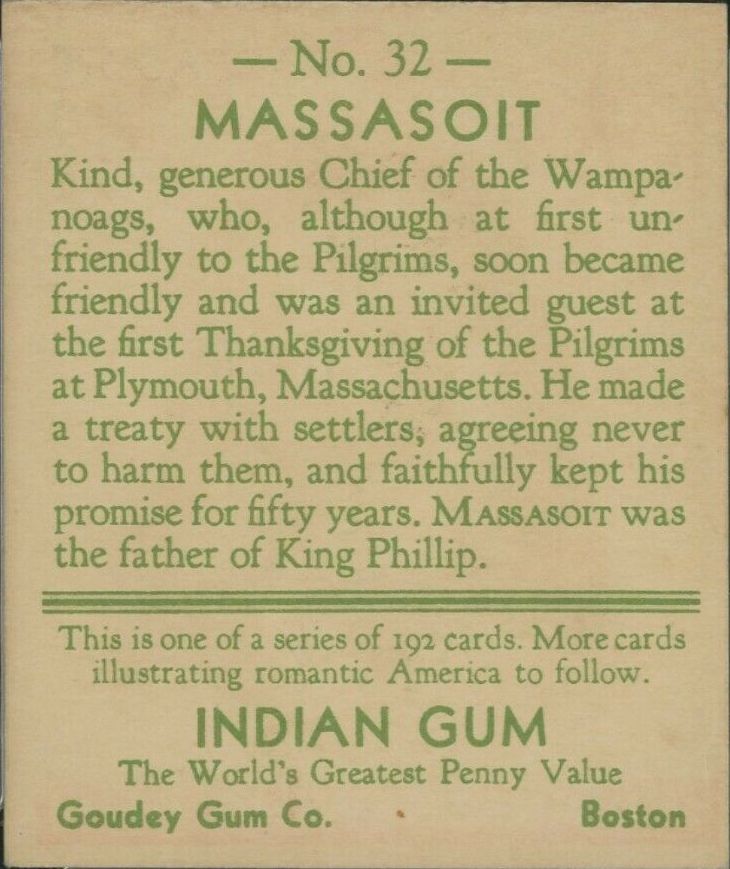 — No. 32 —
MASSASOIT
Kind, generous Chief of the Wampa-
noags, who, although at first un-
friendly to the Pilgrims, soon became
friendly and was an invited guest at
the first Thanksgiving of the Pilgrims
at Plymouth, Massachusetts. He made
a treaty with settlers, agreeing never
to harm them, and faithfully kept his
promise for fifty years. MASSASOIT was
the father of King Phillip.
This is one of a series of 192 cards. More cards
illustrating romantic America to follow.
INDIAN GUM
The World's Greatest Penny Value
Goudey Gum Co. Boston